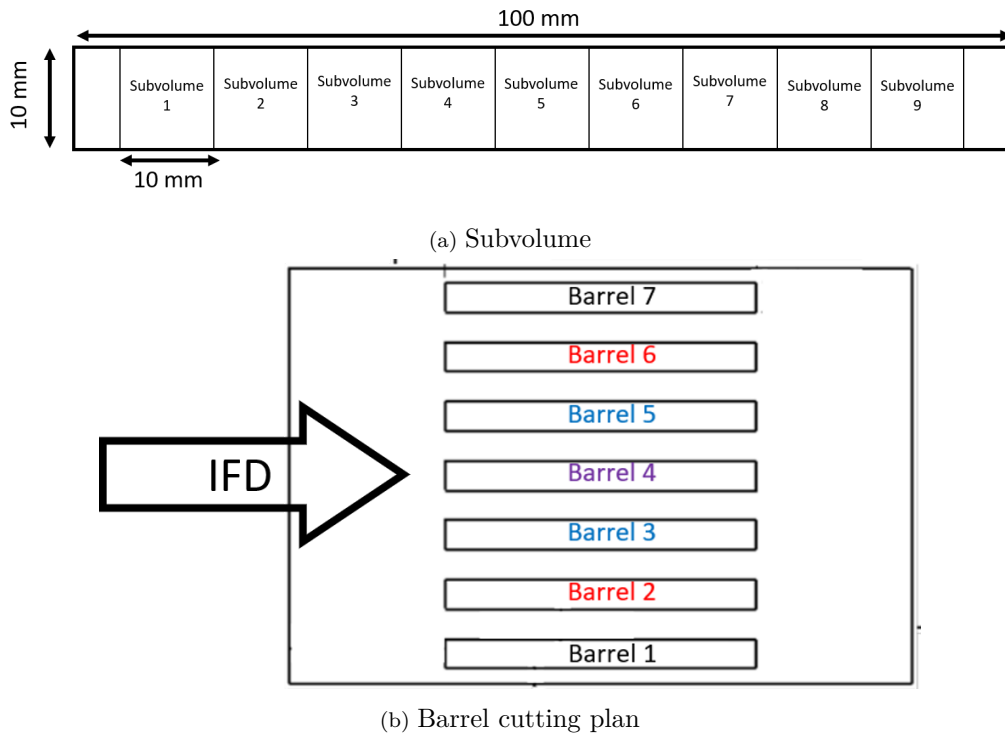 100 mm
10 mm
Subvolume 1
Subvolume 2
Subvolume 3
Subvolume 4
Subvolume 5
Subvolume 6
Subvolume 7
Subvolume 8
Subvolume 9
10 mm
(a) Subvolume
Barrel 7
Barrel 6
Barrel 5
IFD
Barrel 4
Barrel 3
Barrel 2
Barrel 1
(b) Barrel cutting plan